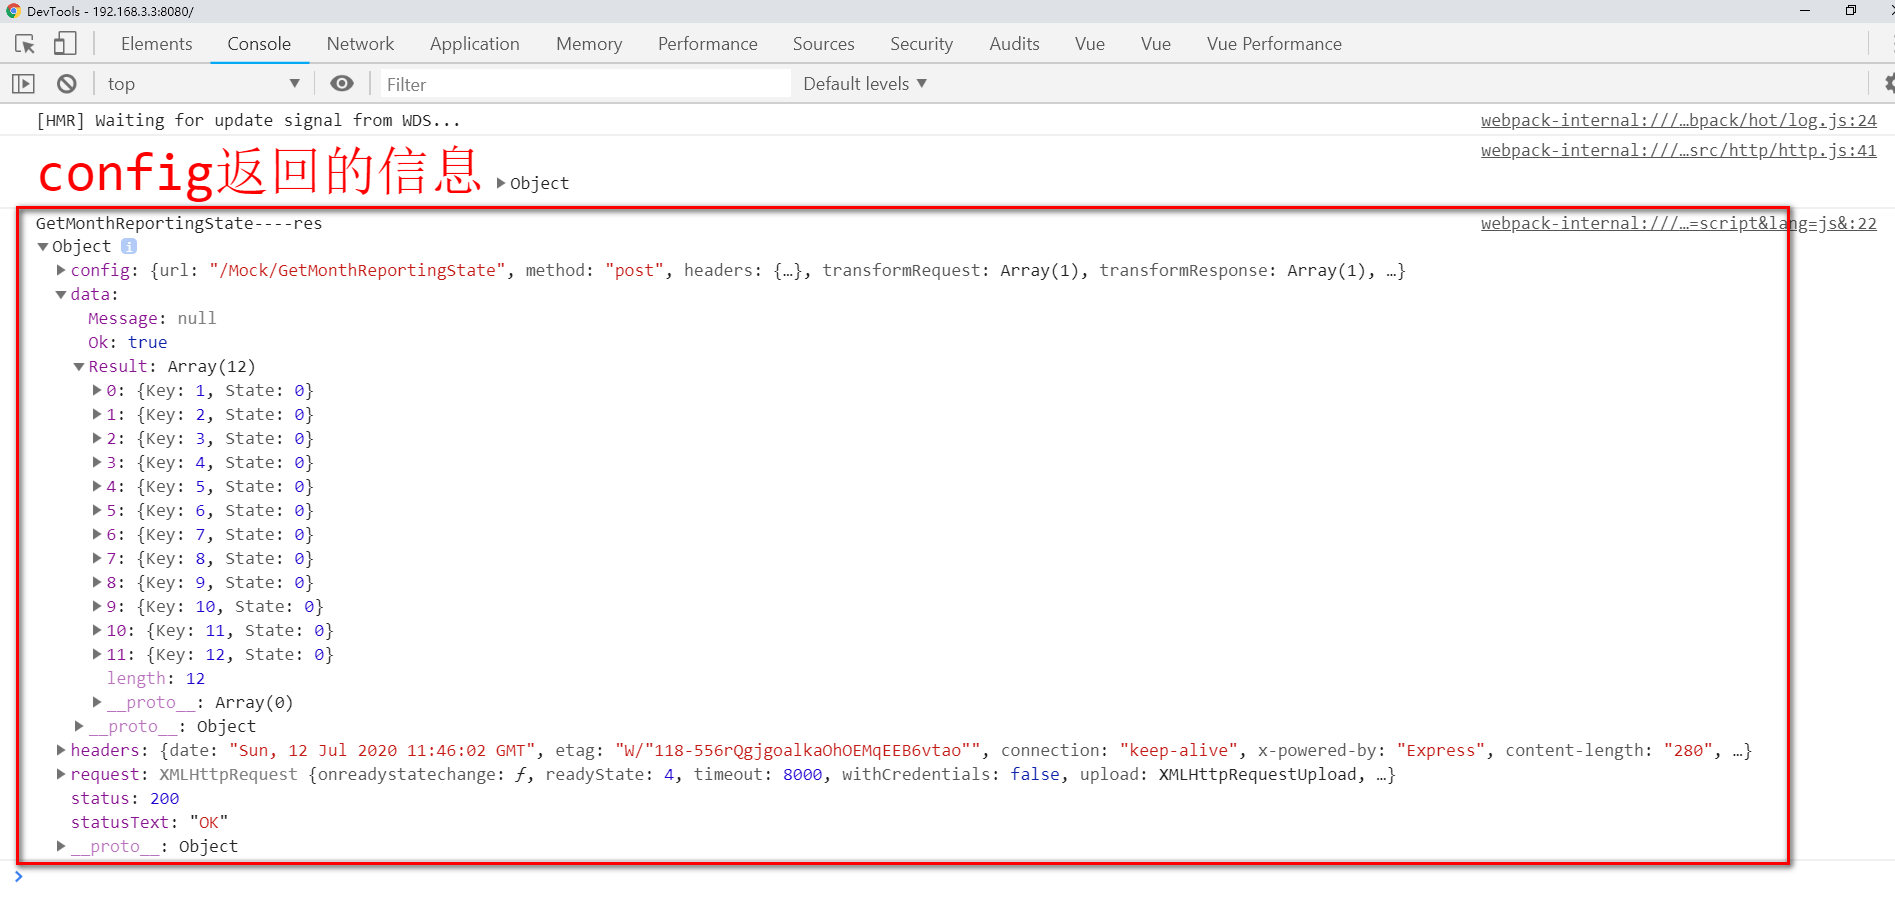 DevTools - 192.168.3.3:8080/
Elements Console Network Application Memory Performance Sources Security Audits Vue Vue Vue Performance
top ▼ Filter Default levels ▼
[HMR] Waiting for update signal from WDS... webpack-internal:///…bpack/hot/log.js:24
webpack-internal:///…src/http/http.js:41
config返回的信息 ▶Object
GetMonthReportingState----res webpack-internal:///…=script&lang=js&:22
▼Object i
▶config: {url: "/Mock/GetMonthReportingState", method: "post", headers: {…}, transformRequest: Array(1), transformResponse: Array(1), …}
▼data:
Message: null
Ok: true
▼Result: Array(12)
▶0: {Key: 1, State: 0}
▶1: {Key: 2, State: 0}
▶2: {Key: 3, State: 0}
▶3: {Key: 4, State: 0}
▶4: {Key: 5, State: 0}
▶5: {Key: 6, State: 0}
▶6: {Key: 7, State: 0}
▶7: {Key: 8, State: 0}
▶8: {Key: 9, State: 0}
▶9: {Key: 10, State: 0}
▶10: {Key: 11, State: 0}
▶11: {Key: 12, State: 0}
length: 12
▶__proto__: Array(0)
▶__proto__: Object
▶headers: {date: "Sun, 12 Jul 2020 11:46:02 GMT", etag: "W/"118-556rQgjgoalkaOhOEMqEEB6vtao"", connection: "keep-alive", x-powered-by: "Express", content-length: "280", …}
▶request: XMLHttpRequest {onreadystatechange: ƒ, readyState: 4, timeout: 8000, withCredentials: false, upload: XMLHttpRequestUpload, …}
status: 200
statusText: "OK"
▶__proto__: Object
>